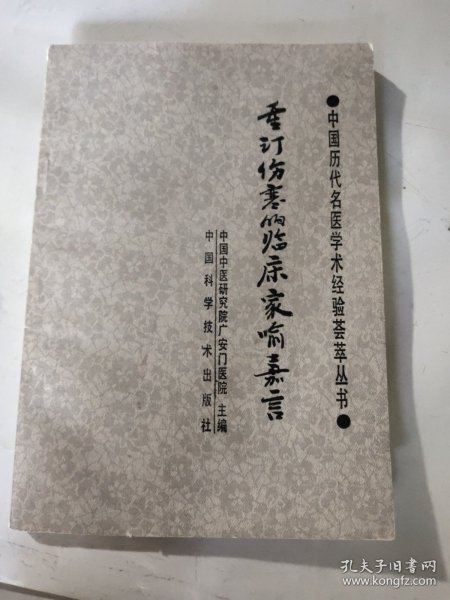 ●中国历代名医学术经验荟萃丛书●
重订伤寒的临床家喻嘉言
中国中医研究院广安门医院 主编
中国科学技术出版社
孔夫子旧书网
www.kongfz.com